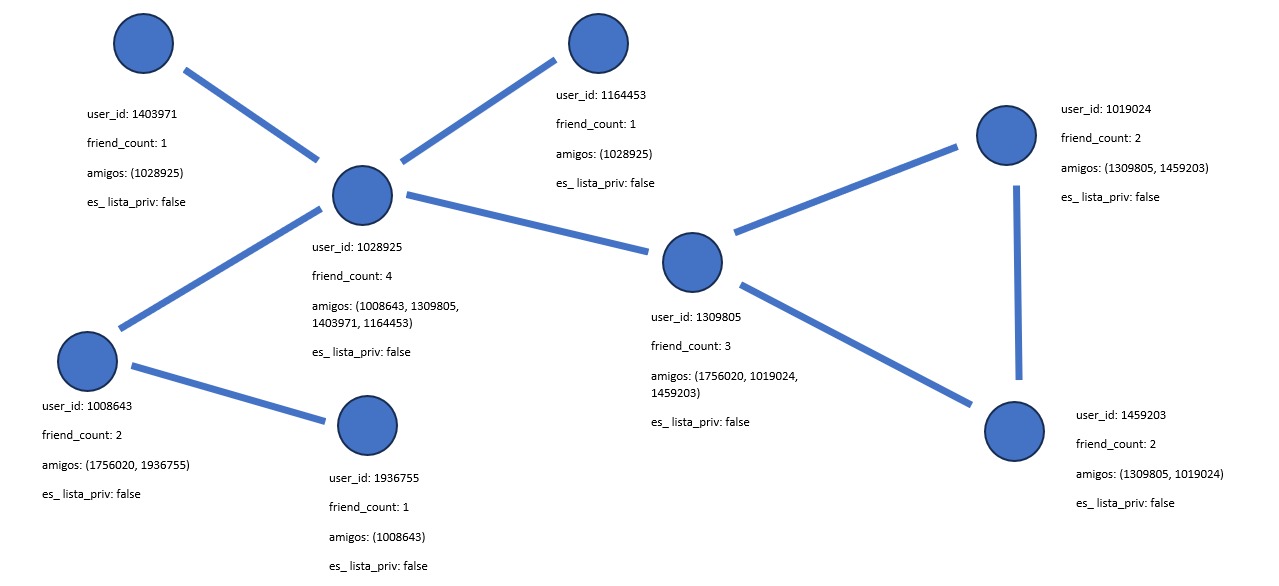 user_id: 1403971
friend_count: 1
amigos: (1028925)
es_ lista_priv: false
user_id: 1164453
friend_count: 1
amigos: (1028925)
es_ lista_priv: false
user_id: 1019024
friend_count: 2
amigos: (1309805, 1459203)
es_ lista_priv: false
user_id: 1028925
friend_count: 4
amigos: (1008643, 1309805,
1403971, 1164453)
es_ lista_priv: false
user_id: 1309805
friend_count: 3
amigos: (1756020, 1019024,
1459203)
es_ lista_priv: false
user_id: 1008643
friend_count: 2
amigos: (1756020, 1936755)
es_ lista_priv: false
user_id: 1936755
friend_count: 1
amigos: (1008643)
es_ lista_priv: false
user_id: 1459203
friend_count: 2
amigos: (1309805, 1019024)
es_ lista_priv: false